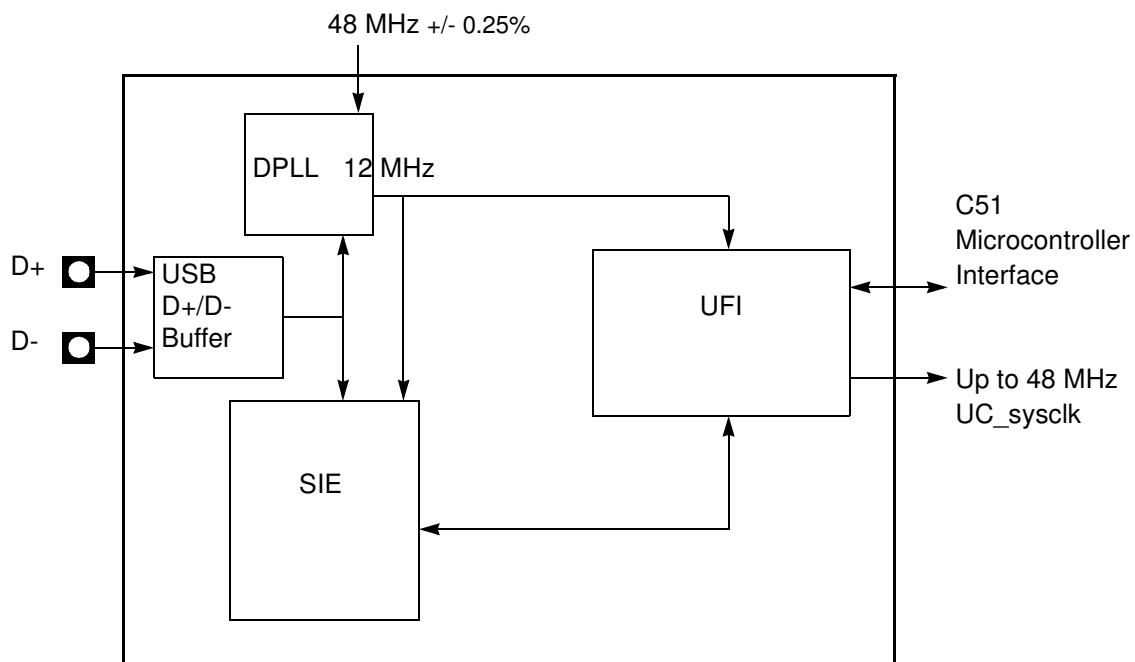 48 MHz +/- 0.25%
DPLL 12 MHz
D+
USB
D+/D-
Buffer
D-
UFI
C51
Microcontroller
Interface
Up to 48 MHz
UC_sysclk
SIE